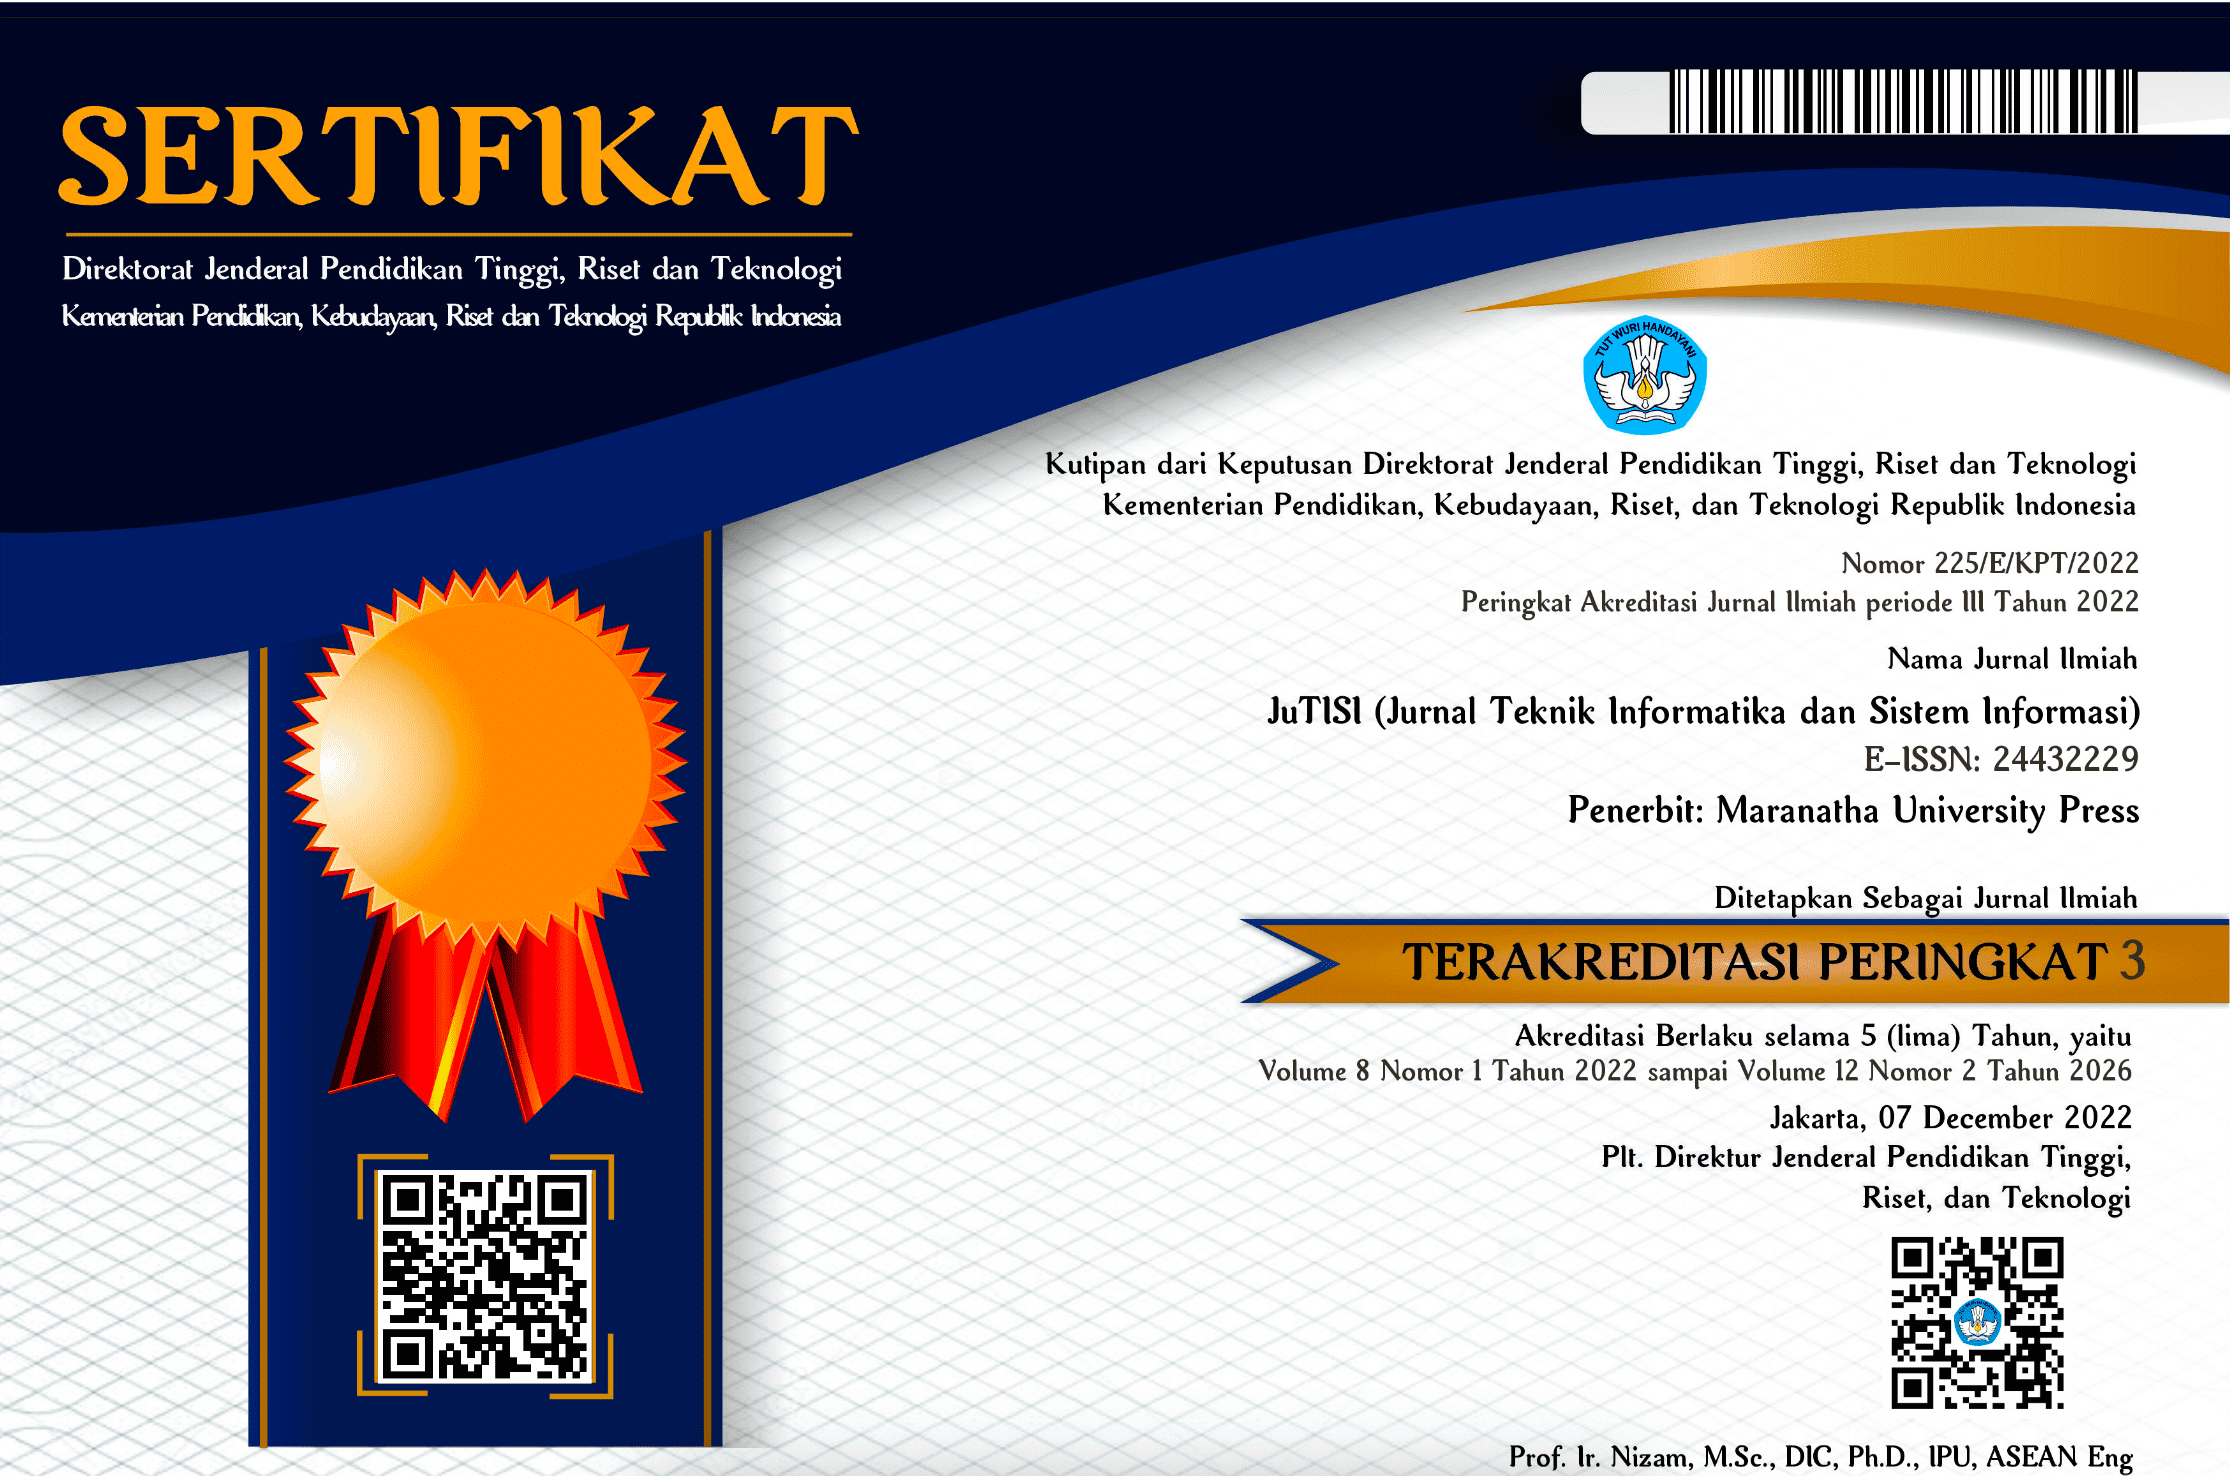 SERTIFIKAT
Direktorat Jenderal Pendidikan Tinggi, Riset dan Teknologi
Kementerian Pendidikan, Kebudayaan, Riset dan Teknologi Republik Indonesia
TUT WURI HANDAYANI
Kutipan dari Keputusan Direktorat Jenderal Pendidikan Tinggi, Riset dan Teknologi
Kementerian Pendidikan, Kebudayaan, Riset, dan Teknologi Republik Indonesia
Nomor 225/E/KPT/2022
Peringkat Akreditasi Jurnal Ilmiah periode III Tahun 2022
Nama Jurnal Ilmiah
JuTISI (Jurnal Teknik Informatika dan Sistem Informasi)
E-ISSN: 24432229
Penerbit: Maranatha University Press
Ditetapkan Sebagai Jurnal Ilmiah
TERAKREDITASI PERINGKAT 3
Akreditasi Berlaku selama 5 (lima) Tahun, yaitu
Volume 8 Nomor 1 Tahun 2022 sampai Volume 12 Nomor 2 Tahun 2026
Jakarta, 07 December 2022
Plt. Direktur Jenderal Pendidikan Tinggi,
Riset, dan Teknologi
Prof. Ir. Nizam, M.Sc., DIC, Ph.D., IPU, ASEAN Eng